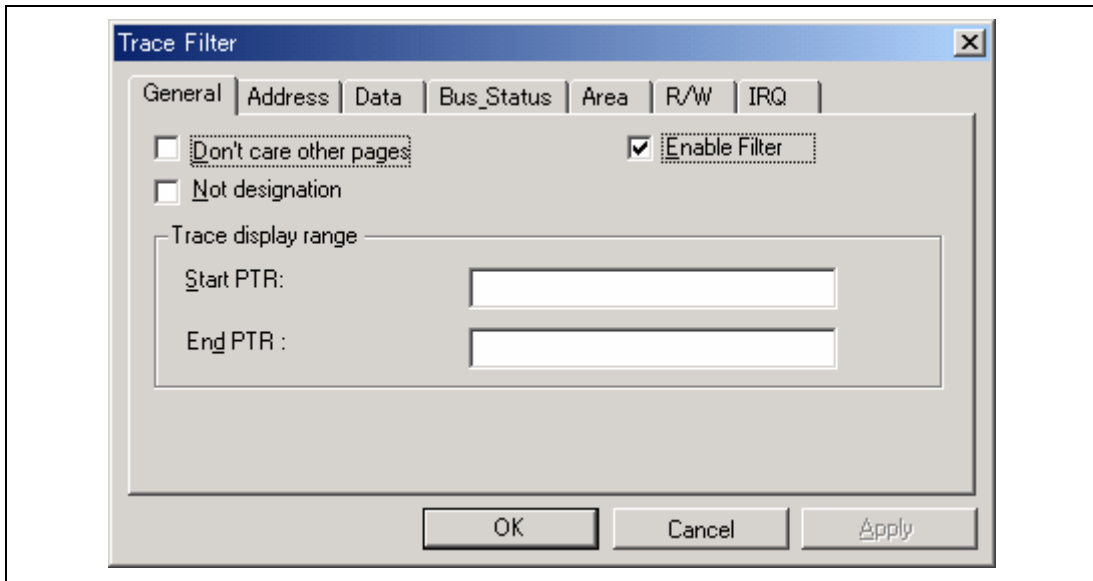 Trace Filter
General Address Data Bus_Status Area R/W IRQ
Don't care other pages Enable Filter
Not designation
Trace display range
Start PTR:
End PTR :
OK Cancel Apply